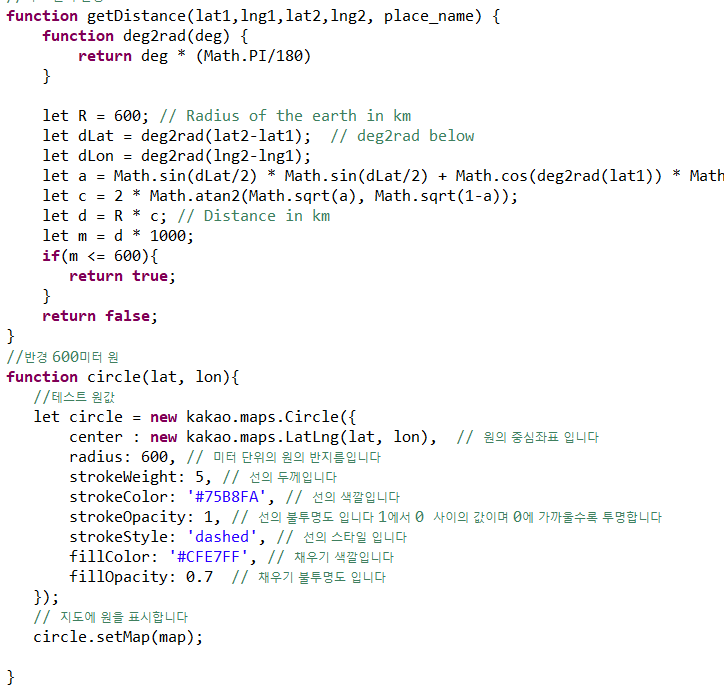 function getDistance(lat1,lng1,lat2,lng2, place_name) {
function deg2rad(deg) {
return deg * (Math.PI/180)
}
let R = 600; // Radius of the earth in km
let dLat = deg2rad(lat2-lat1);  // deg2rad below
let dLon = deg2rad(lng2-lng1);
let a = Math.sin(dLat/2) * Math.sin(dLat/2) + Math.cos(deg2rad(lat1)) * Mat
let c = 2 * Math.atan2(Math.sqrt(a), Math.sqrt(1-a));
let d = R * c; // Distance in km
let m = d * 1000;
if(m <= 600){
return true;
}
return false;
}
//반경 600미터 원
function circle(lat, lon){
//테스트 원값
let circle = new kakao.maps.Circle({
center : new kakao.maps.LatLng(lat, lon),  // 원의 중심좌표 입니다
radius: 600, // 미터 단위의 원의 반지름입니다
strokeWeight: 5, // 선의 두께입니다
strokeColor: '#75B8FA', // 선의 색깔입니다
strokeOpacity: 1, // 선의 불투명도 입니다 1에서 0 사이의 값이며 0에 가까울수록 투명합니다
strokeStyle: 'dashed', // 선의 스타일 입니다
fillColor: '#CFE7FF', // 채우기 색깔입니다
fillOpacity: 0.7  // 채우기 불투명도 입니다
});
// 지도에 원을 표시합니다
circle.setMap(map);
}